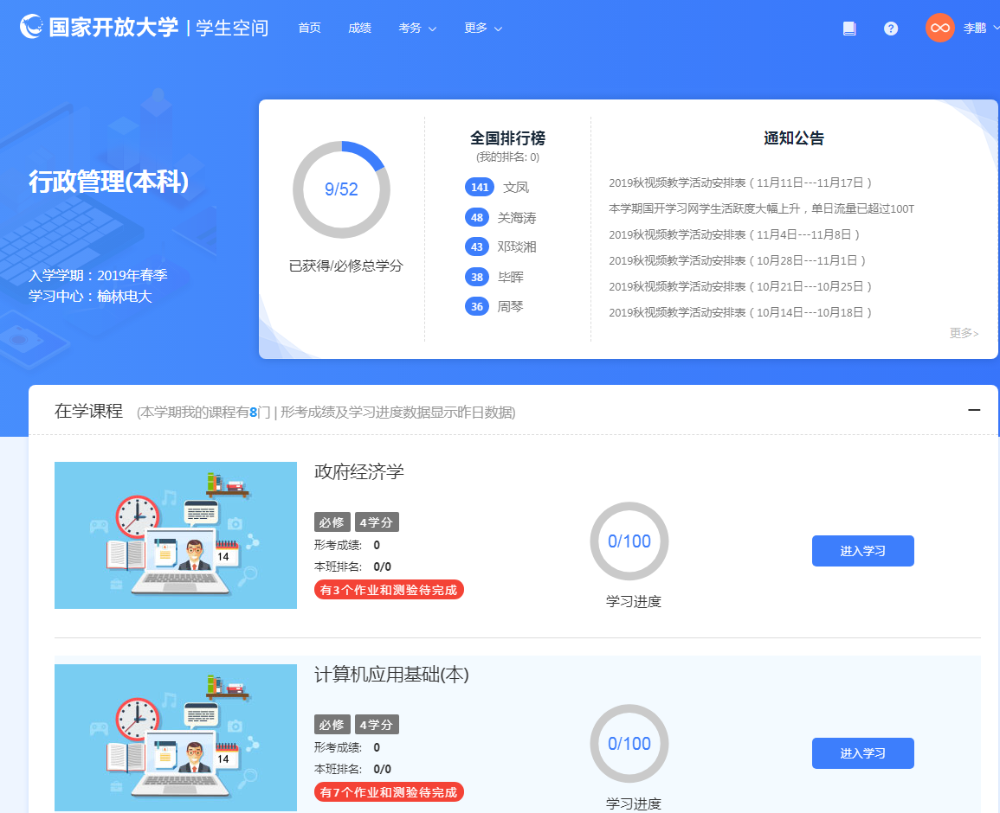 国家开放大学 | 学生空间 首页 成绩 考务 更多 ? 李鹏
行政管理(本科)
入学学期：2019年春季
学习中心：榆林电大
9/52
已获得/必修总学分
全国排行榜
(我的排名: 0)
141 文凤
48 关海涛
43 邓琰湘
38 毕晖
36 周琴
通知公告
2019秋视频教学活动安排表（11月11日---11月17日）
本学期国开学习网学生活跃度大幅上升，单日流量已超过100T
2019秋视频教学活动安排表（11月4日---11月8日）
2019秋视频教学活动安排表（10月28日---11月1日）
2019秋视频教学活动安排表（10月21日---10月25日）
2019秋视频教学活动安排表（10月14日---10月18日）
更多>
在学课程 (本学期我的课程有8门 | 形考成绩及学习进度数据显示昨日数据)
政府经济学
14
必修 4学分
形考成绩: 0
本班排名: 0/0
有3个作业和测验待完成
0/100
学习进度
进入学习
计算机应用基础(本)
14
必修 4学分
形考成绩: 0
本班排名: 0/0
有7个作业和测验待完成
0/100
学习进度
进入学习